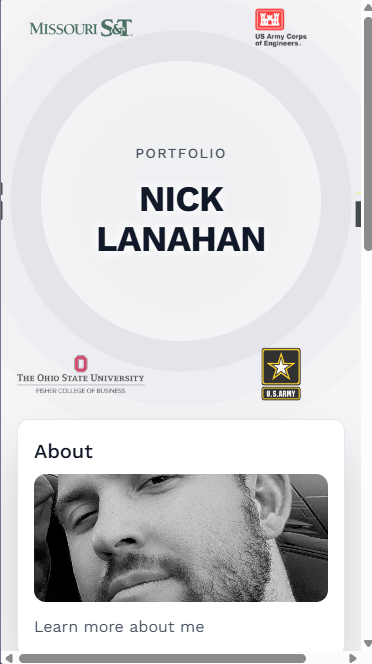 MISSOURI S&T
US Army Corps
of Engineers.
PORTFOLIO
NICK
LANAHAN
THE OHIO STATE UNIVERSITY
FISHER COLLEGE OF BUSINESS
U.S.ARMY
About
Learn more about me